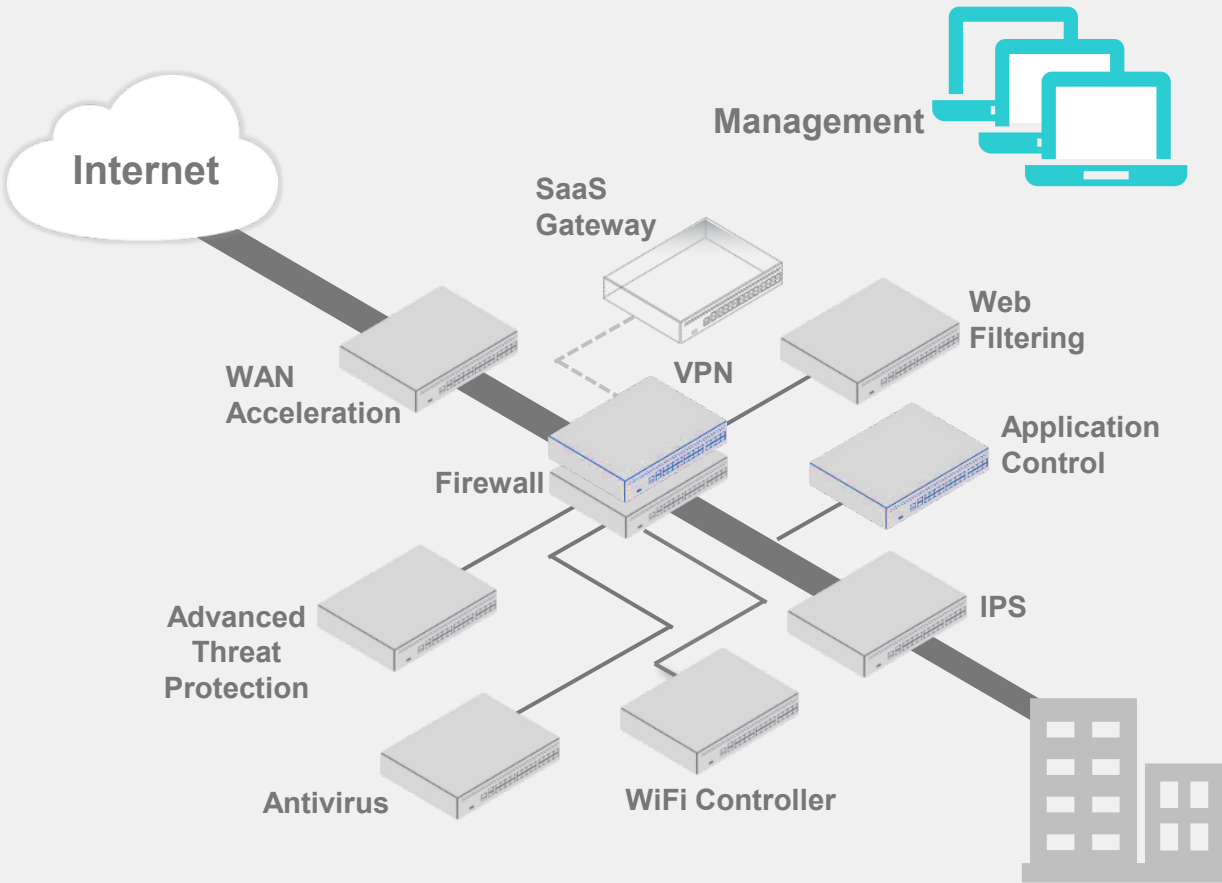 Management
Internet
SaaS
Gateway
Web
Filtering
VPN
WAN
Acceleration
Application
Control
Firewall
IPS
Advanced
Threat
Protection
Antivirus
WiFi Controller